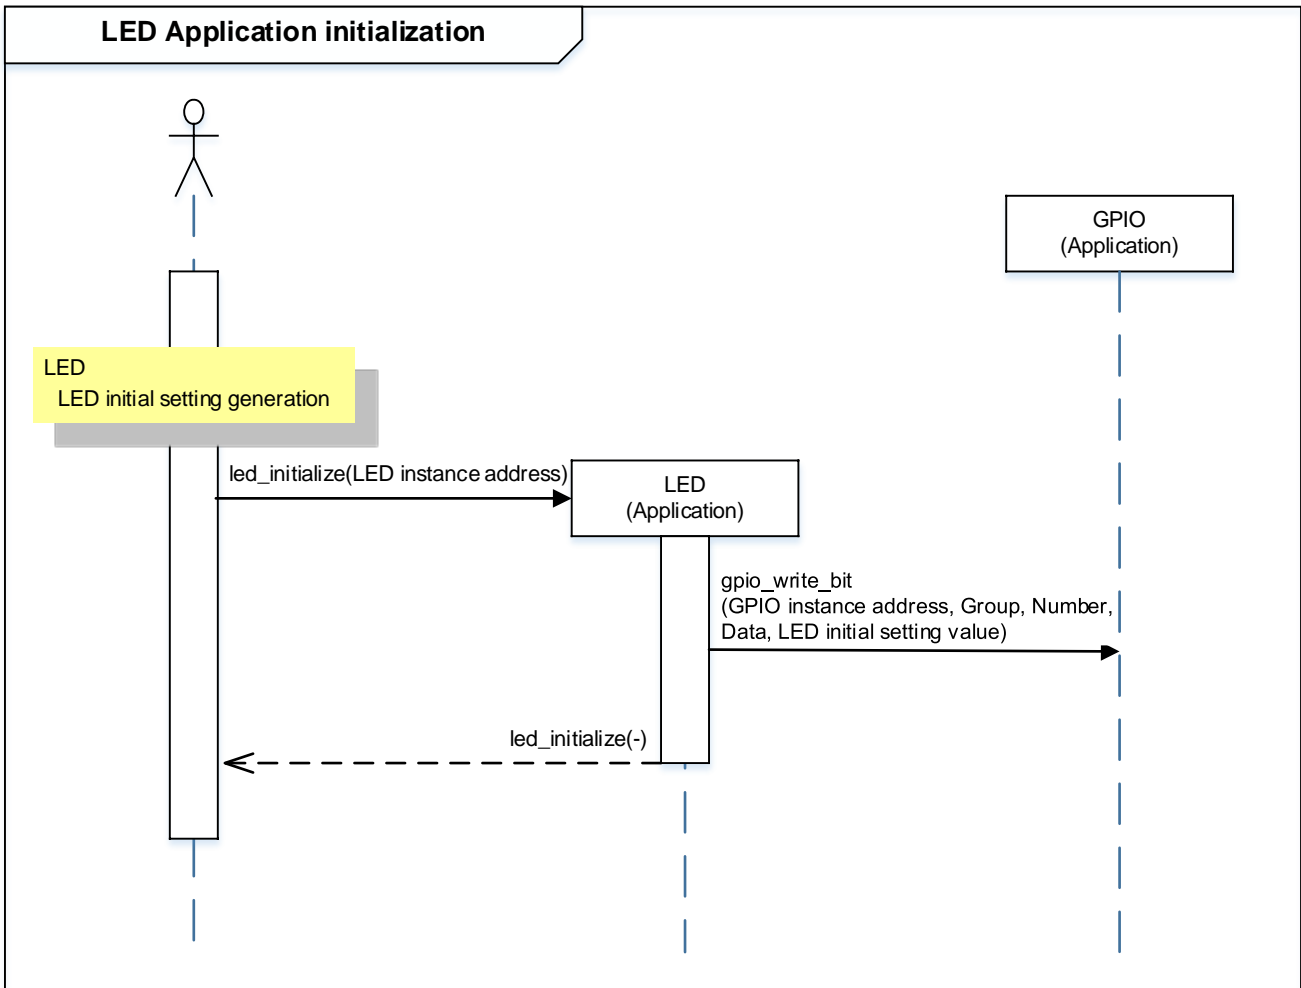 LED Application initialization
GPIO
(Application)
LED
LED initial setting generation
led_initialize(LED instance address)
LED
(Application)
gpio_write_bit
(GPIO instance address, Group, Number,
Data, LED initial setting value)
led_initialize(-)